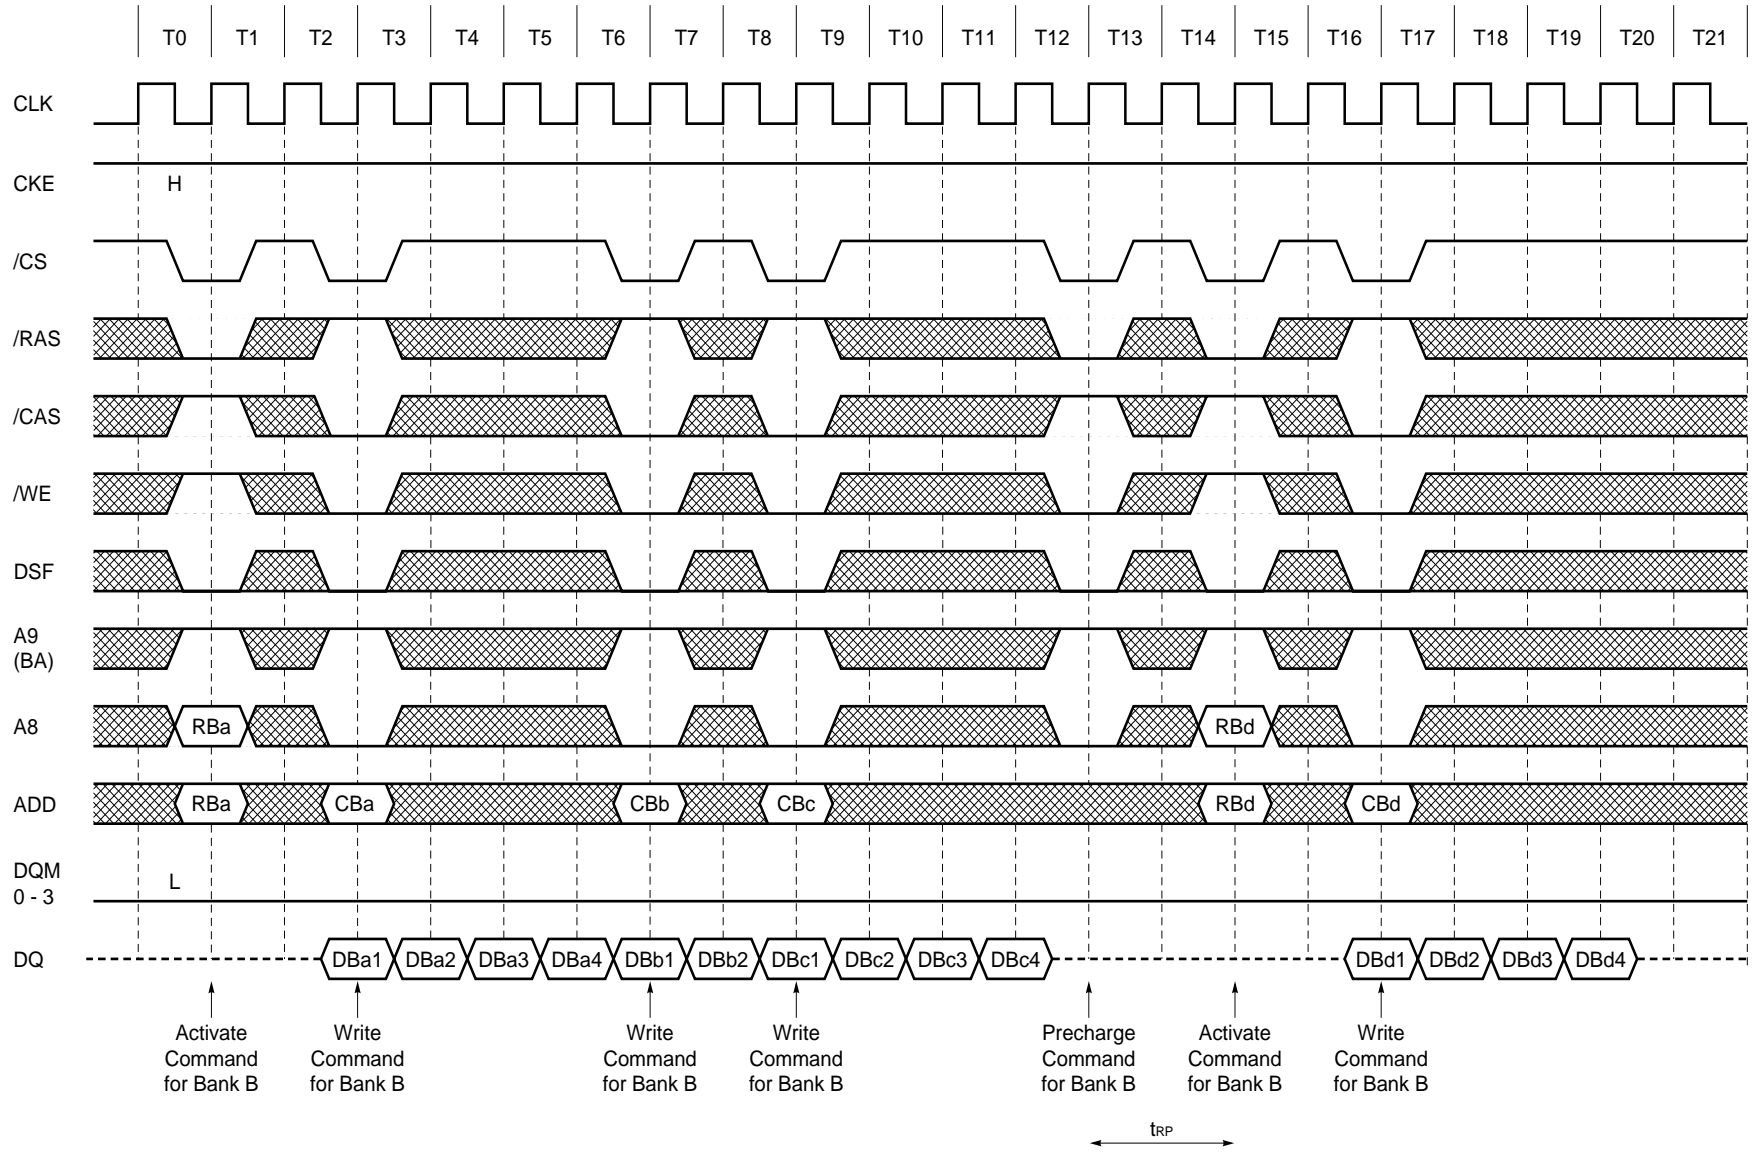 T0 T1 T2 T3 T4 T5 T6 T7 T8 T9 T10 T11 T12 T13 T14 T15 T16 T17 T18 T19 T20 T21
CLK
CKE H
/CS
/RAS
/CAS
/WE
DSF
A9
(BA)
A8 RBa RBd
ADD RBa CBa CBb CBc RBd CBd
DQM
0 - 3
L
DQ DBa1 DBa2 DBa3 DBa4 DBb1 DBb2 DBc1 DBc2 DBc3 DBc4 DBd1 DBd2 DBd3 DBd4
Activate Write Write Write Precharge Activate Write
Command Command Command Command Command Command Command
for Bank B for Bank B for Bank B for Bank B for Bank B for Bank B for Bank B
tRP